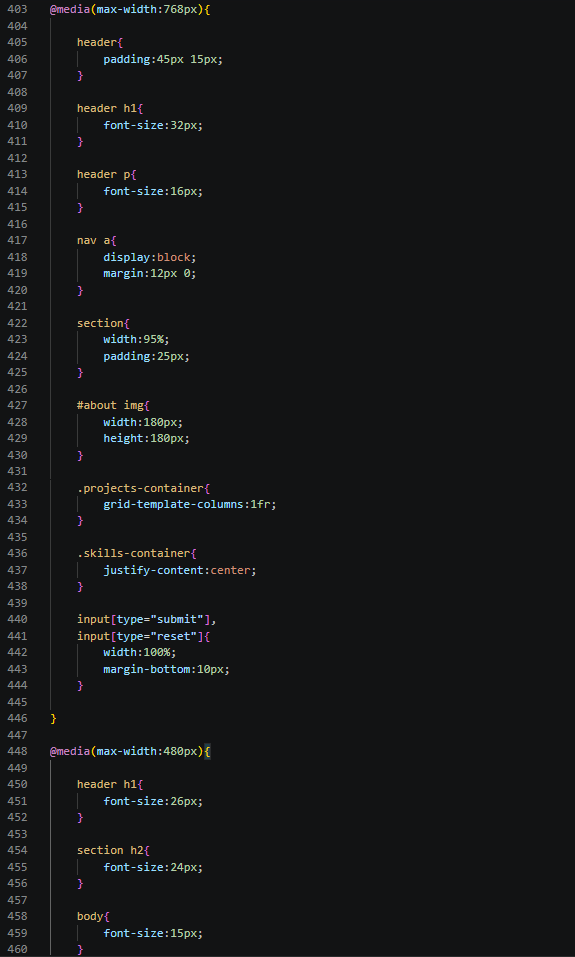 403 @media(max-width:768px){
404
405 header{
406 padding:45px 15px;
407 }
408
409 header h1{
410 font-size:32px;
411 }
412
413 header p{
414 font-size:16px;
415 }
416
417 nav a{
418 display:block;
419 margin:12px 0;
420 }
421
422 section{
423 width:95%;
424 padding:25px;
425 }
426
427 #about img{
428 width:180px;
429 height:180px;
430 }
431
432 .projects-container{
433 grid-template-columns:1fr;
434 }
435
436 .skills-container{
437 justify-content:center;
438 }
439
440 input[type="submit"],
441 input[type="reset"]{
442 width:100%;
443 margin-bottom:10px;
444 }
445
446 }
447
448 @media(max-width:480px){
449
450 header h1{
451 font-size:26px;
452 }
453
454 section h2{
455 font-size:24px;
456 }
457
458 body{
459 font-size:15px;
460 }